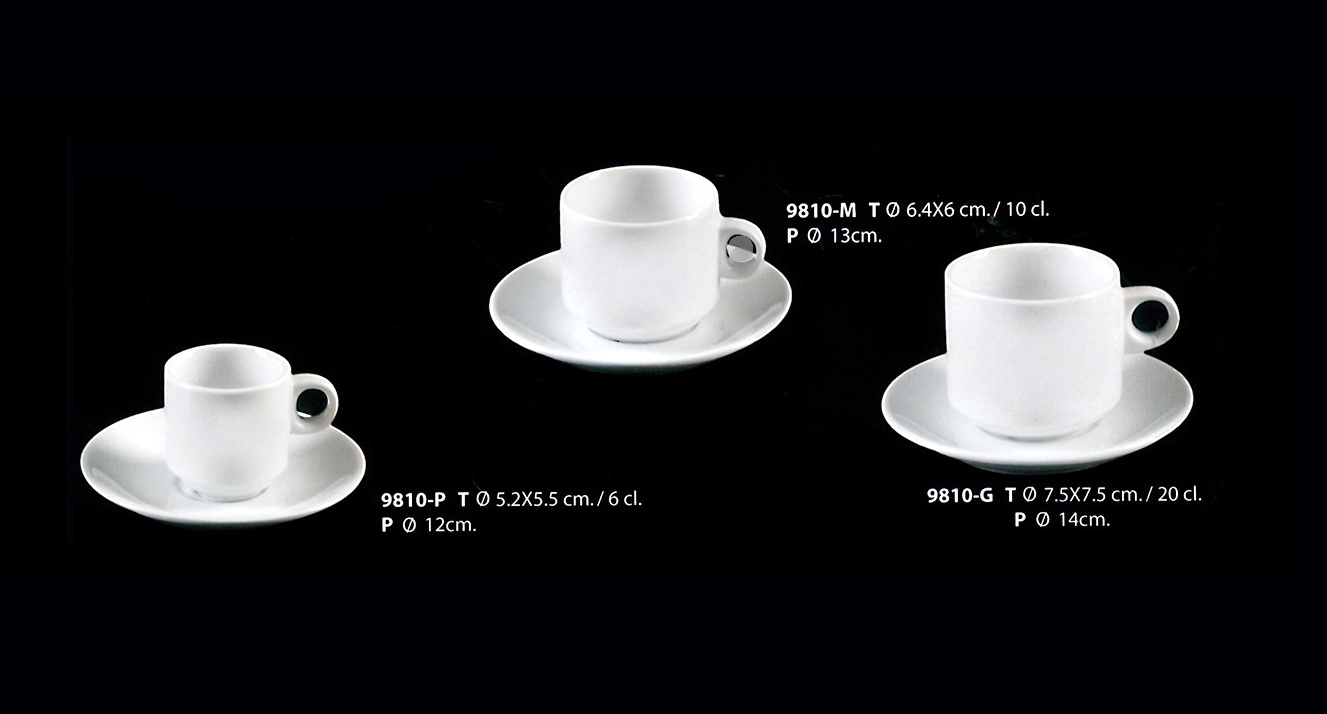 9810-M T Ø 6.4X6 cm. / 10 cl.
P Ø 13cm.
9810-P T Ø 5.2X5.5 cm. / 6 cl.
P Ø 12cm.
9810-G T Ø 7.5X7.5 cm. / 20 cl.
P Ø 14cm.